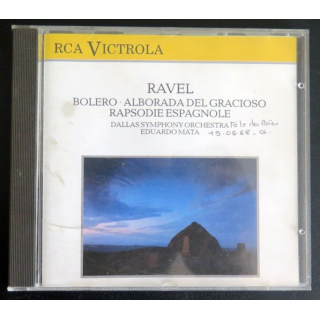 RCA VICTROLA
RAVEL
BOLERO · ALBORADA DEL GRACIOSO
RAPSODIE ESPAGNOLE
DALLAS SYMPHONY ORCHESTRA
EDUARDO MATA